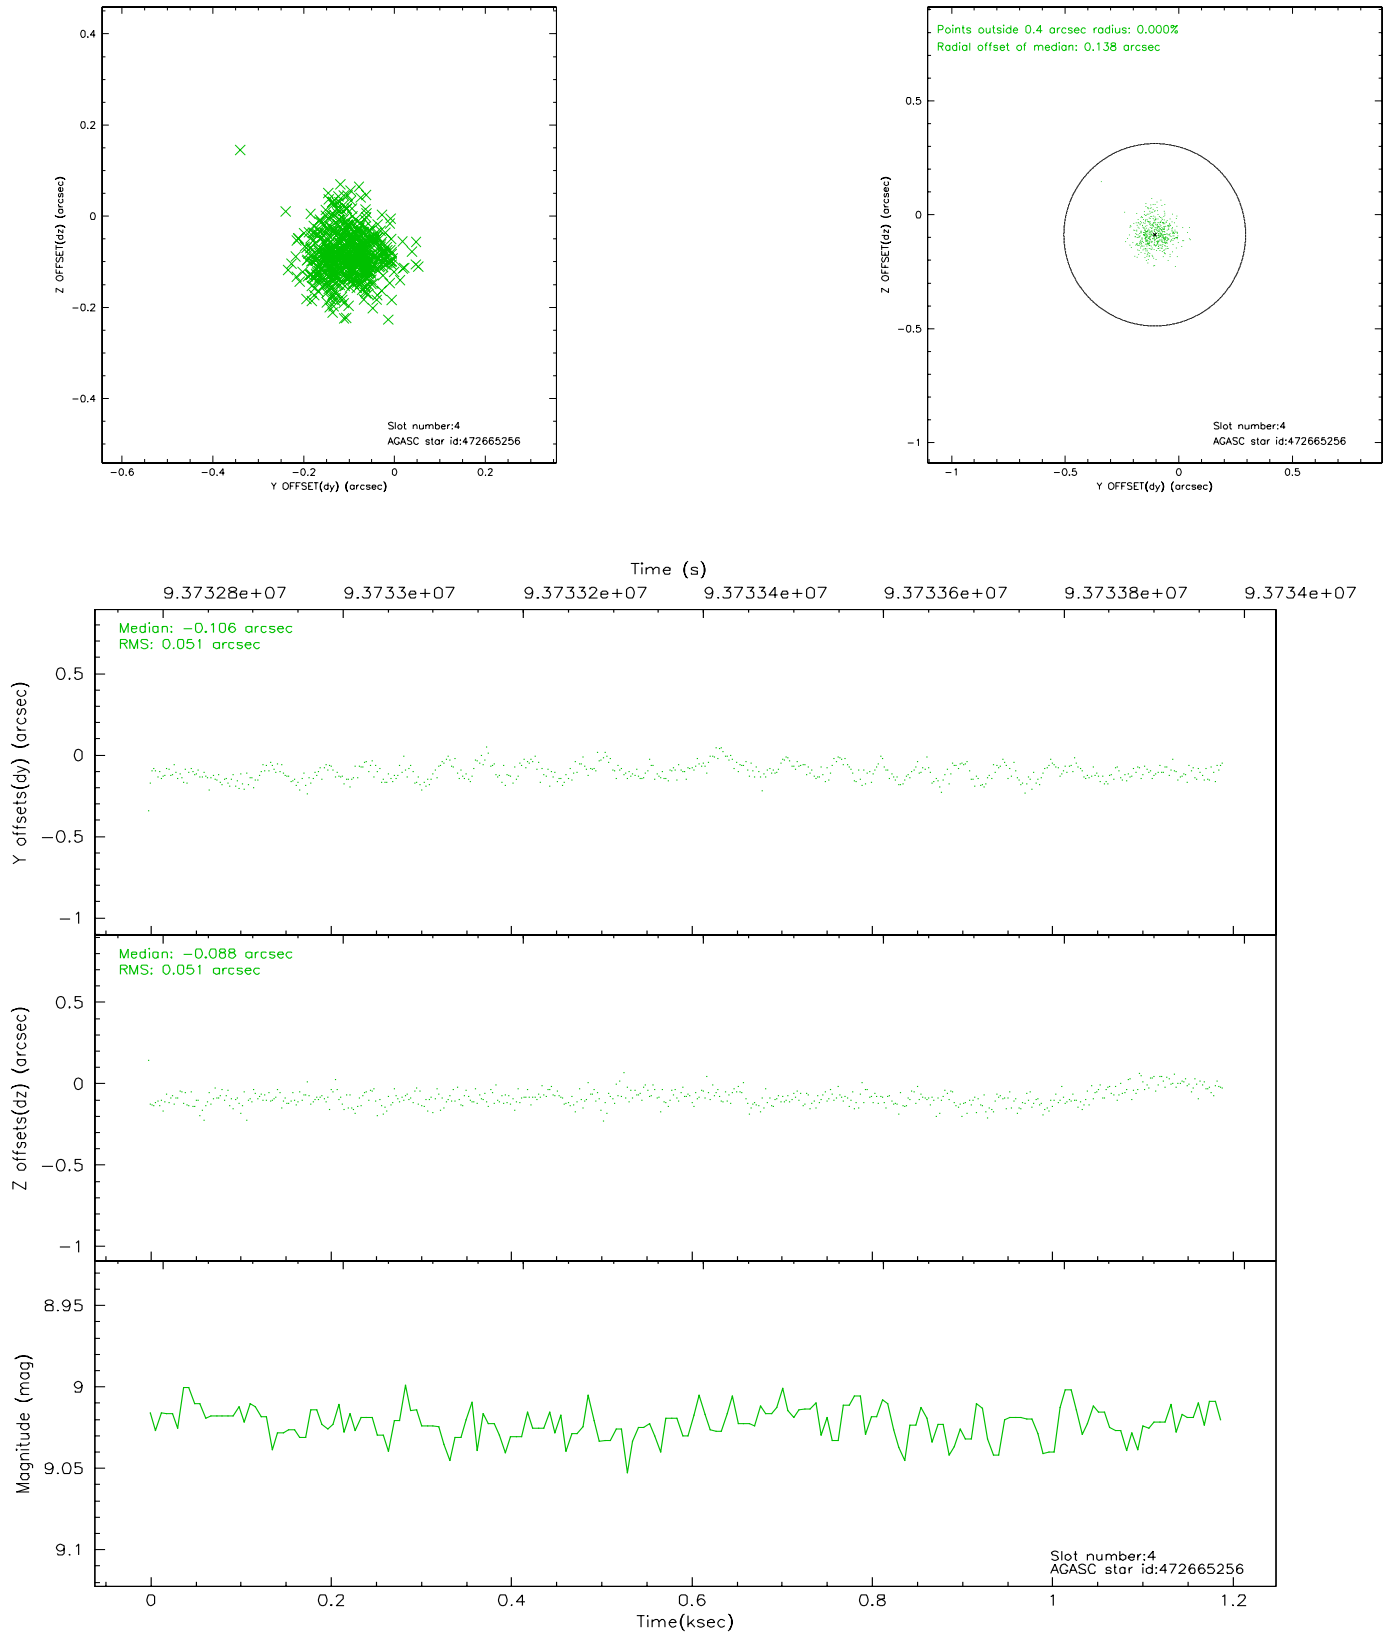 0.4
0.2
0
−0.2
−0.4
Z OFFSET(dz) (arcsec)
Slot number:4
AGASC star id:472665256
−0.6 −0.4 −0.2 0 0.2
Y OFFSET(dy) (arcsec)
Points outside 0.4 arcsec radius: 0.000%
Radial offset of median: 0.138 arcsec
0.5
0
−0.5
−1
Z OFFSET(dz) (arcsec)
Slot number:4
AGASC star id:472665256
−1 −0.5 0 0.5
Y OFFSET(dy) (arcsec)
Time (s)
9.37328e+07 9.3733e+07 9.37332e+07 9.37334e+07 9.37336e+07 9.37338e+07 9.3734e+07
Median: −0.106 arcsec
RMS: 0.051 arcsec
0.5
0
−0.5
−1
Y offsets(dy) (arcsec)
Median: −0.088 arcsec
RMS: 0.051 arcsec
0.5
0
−0.5
−1
Z offsets(dz) (arcsec)
8.95
9
9.05
9.1
Magnitude (mag)
Slot number:4
AGASC star id:472665256
0 0.2 0.4 0.6 0.8 1 1.2
Time(ksec)